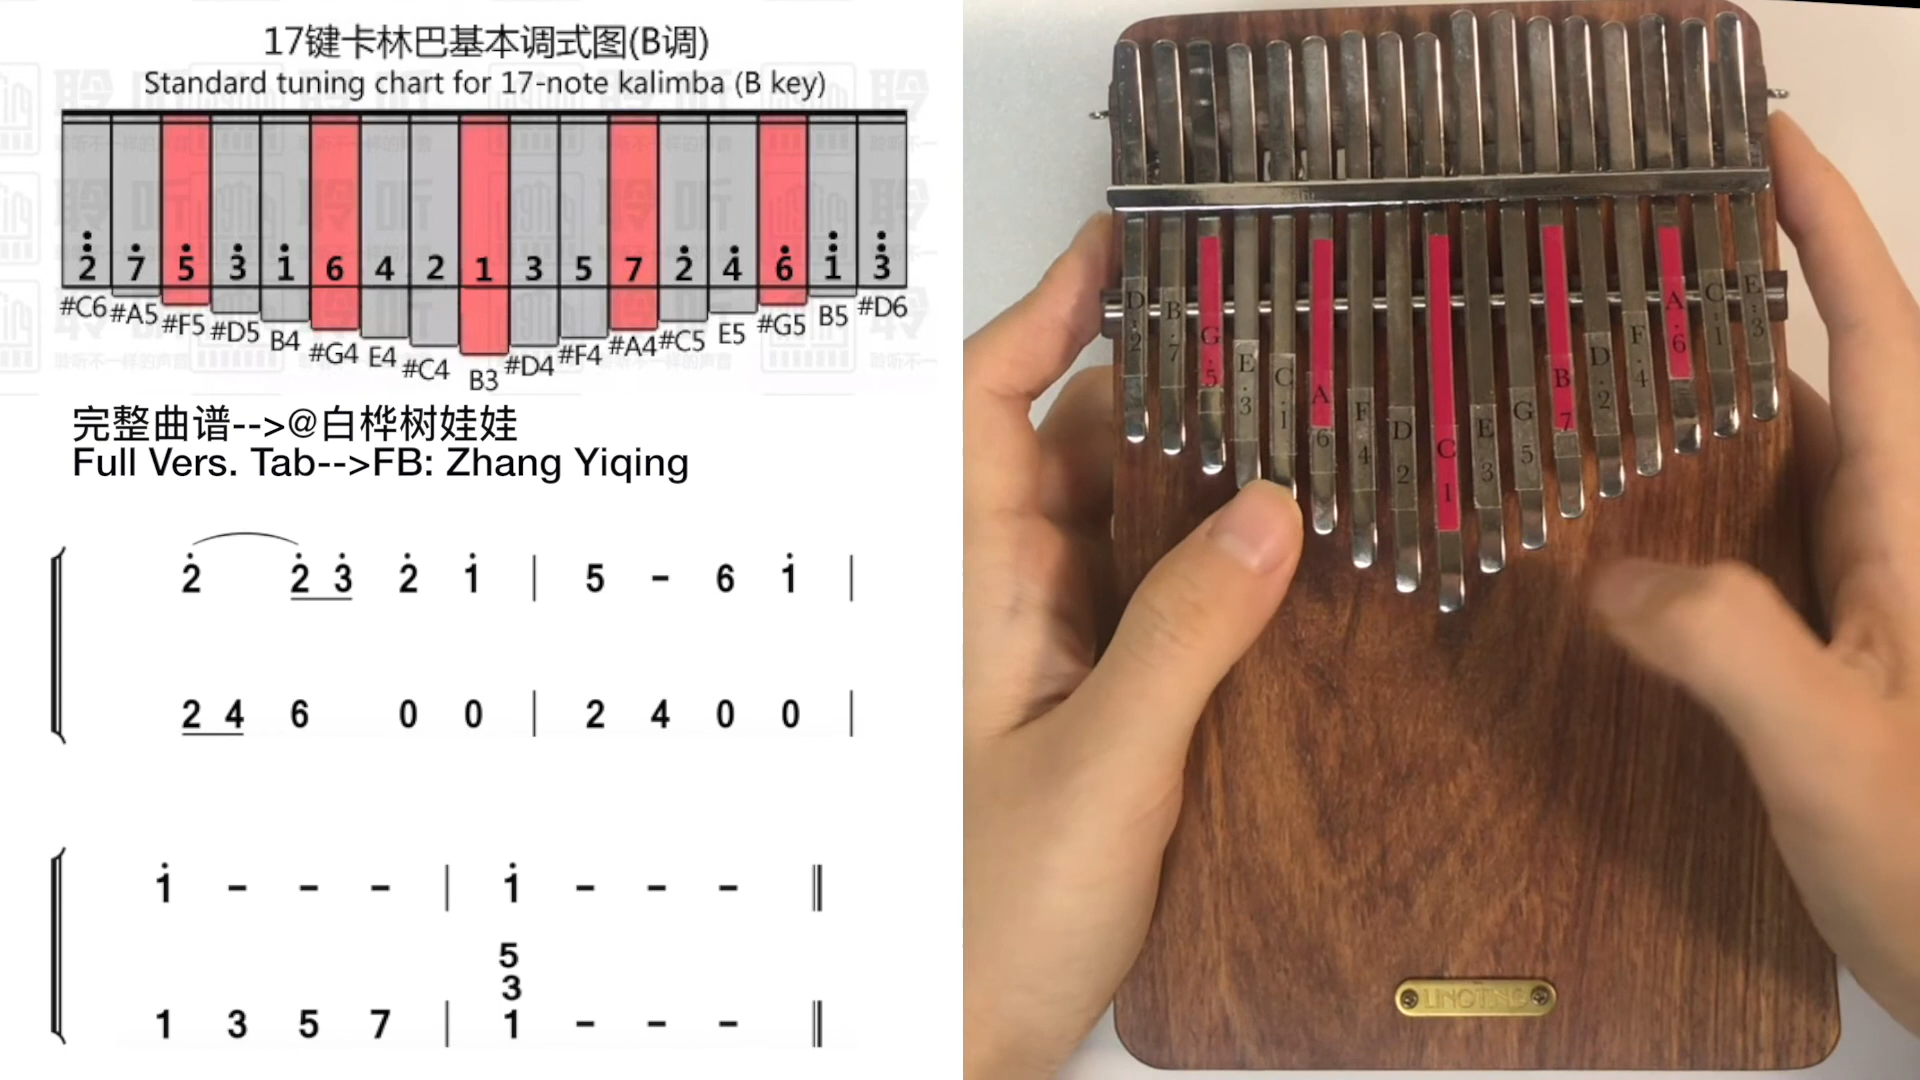 17键卡林巴基本调式图(B调)
Standard tuning chart for 17-note kalimba (B key)
2̈ 7̇ 5̇ 3̇ 1̇ 6 4 2 1 3 5 7 2̇ 4̇ 6̇ 1̈ 3̈
#C6 #A5 #F5 #D5 B4 #G4 E4 #C4 B3 #D4 #F4 #A4 #C5 E5 #G5 B5 #D6
完整曲谱-->@白桦树娃娃
Full Vers. Tab-->FB: Zhang Yiqing
2̇ 2̇ 3̇ 2̇ 1̇ | 5 - 6 1̇ |
2 4 6 0 0 | 2 4 0 0 |
1̇ - - - | 1̇ - - - ‖
5
3
1 3 5 7 | 1 - - - ‖
D B G E C A F D C E G B D F A C E
2 7 5 3 1 6 4 2 1 3 5 7 2 4 6 1 3
LINGTING